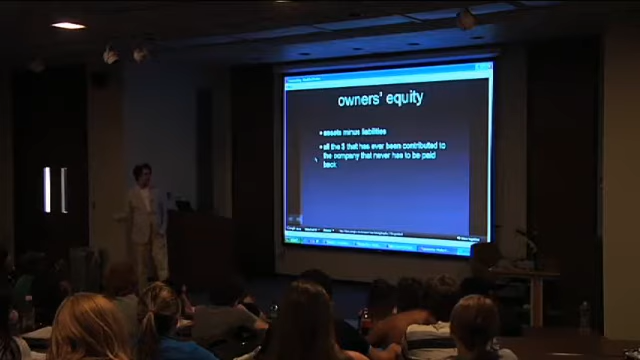 owners' equity
• assets minus liabilities
• all the $ that has ever been contributed to
the company that never has to be paid
back